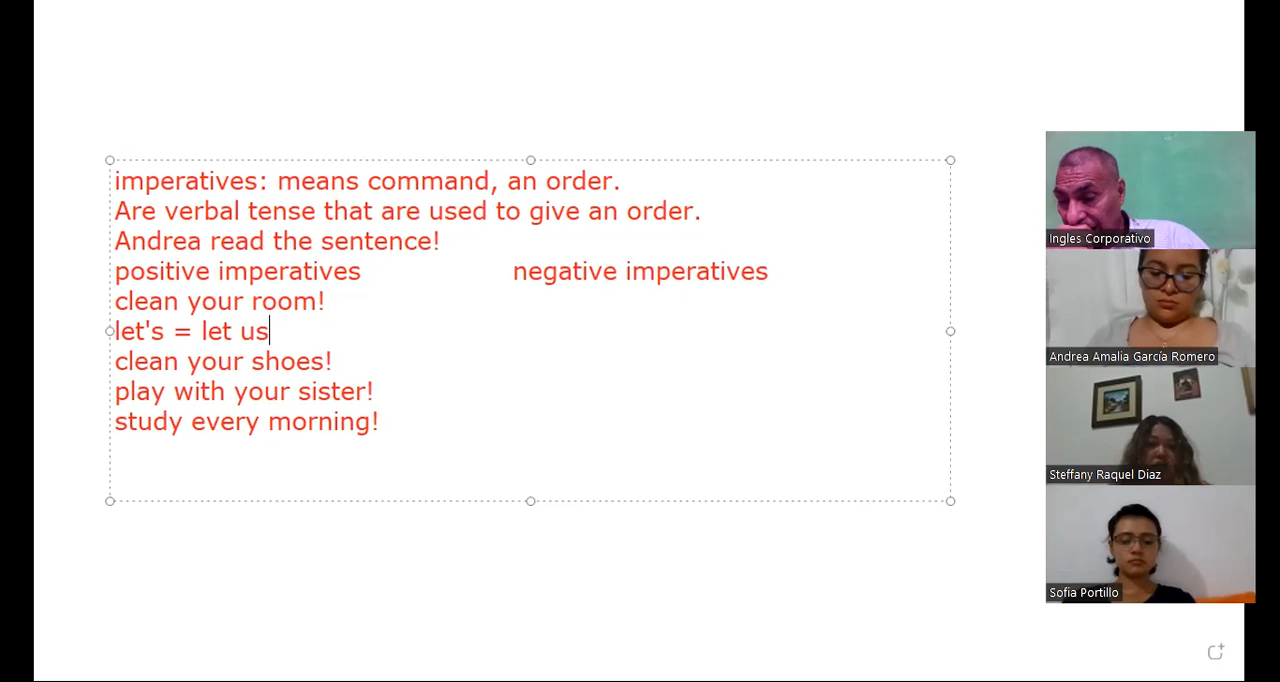 imperatives: means command, an order.
Are verbal tense that are used to give an order.
Andrea read the sentence!
positive imperatives negative imperatives
clean your room!
let's = let us
clean your shoes!
play with your sister!
study every morning!
Ingles Corporativo
Andrea Amalia García Romero
Steffany Raquel Diaz
Sofia Portillo